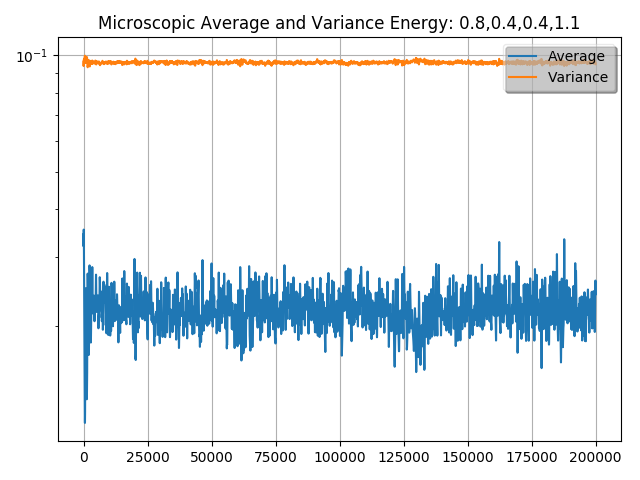 Microscopic Average and Variance Energy: 0.8,0.4,0.4,1.1
10⁻¹
Average
Variance
0 25000 50000 75000 100000 125000 150000 175000 200000